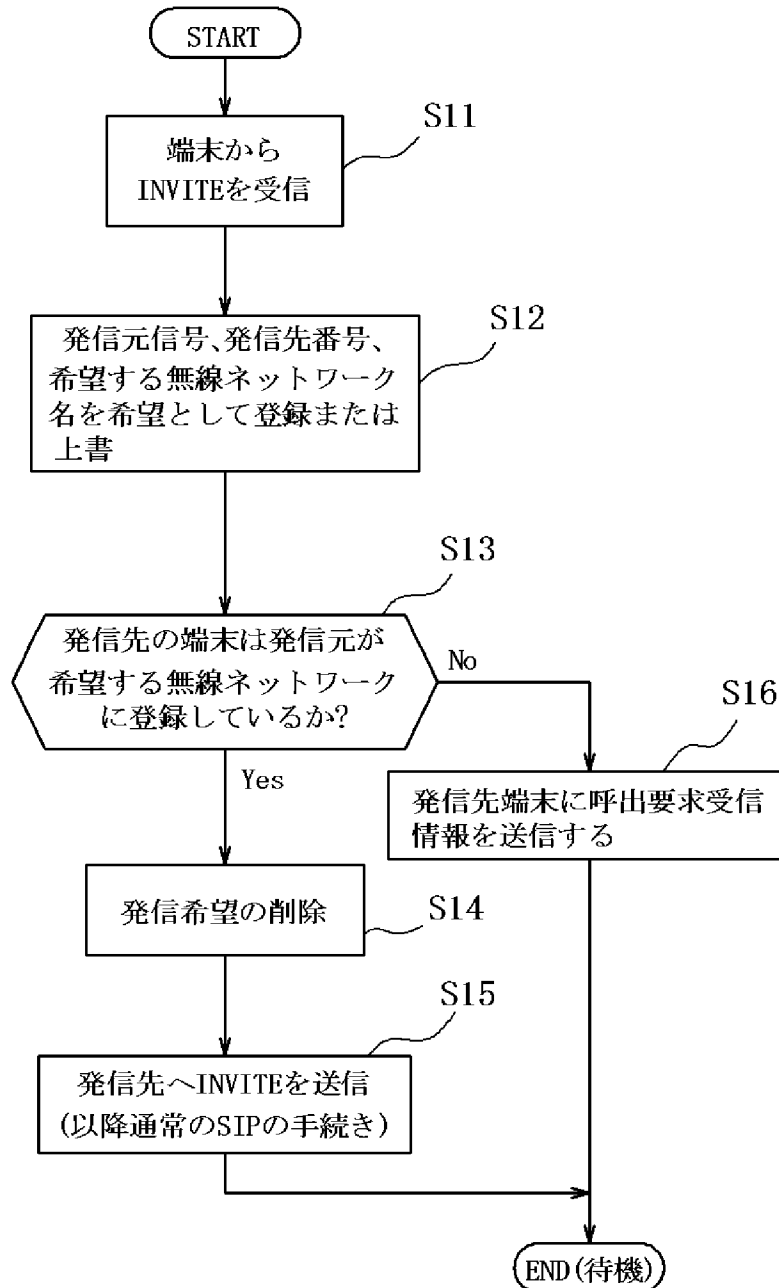 START
S11
端末から
INVITEを受信
S12
発信元信号、発信先番号、
希望する無線ネットワーク
名を希望として登録または
上書
S13
発信先の端末は発信元が
希望する無線ネットワーク
に登録しているか?
No
Yes
S16
発信先端末に呼出要求受信
情報を送信する
発信希望の削除
S14
S15
発信先へINVITEを送信
(以降通常のSIPの手続き)
END(待機)